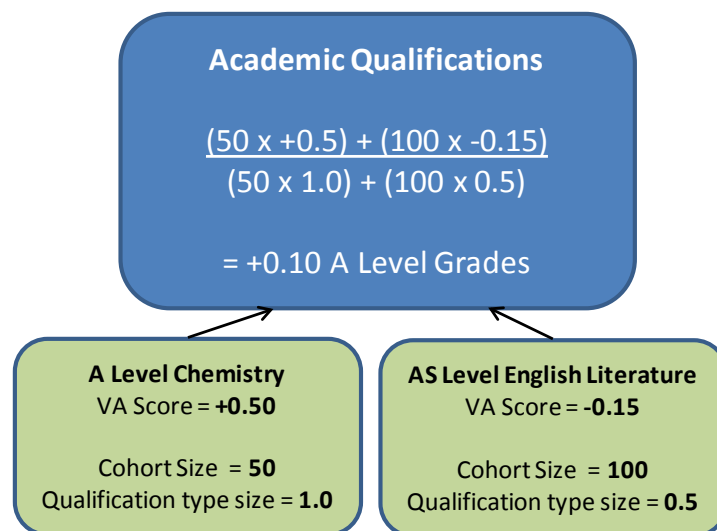 Academic Qualifications
(50 x +0.5) + (100 x -0.15)
(50 x 1.0) + (100 x 0.5)
= +0.10 A Level Grades
A Level Chemistry
VA Score = +0.50
Cohort Size = 50
Qualification type size = 1.0
AS Level English Literature
VA Score = -0.15
Cohort Size = 100
Qualification type size = 0.5